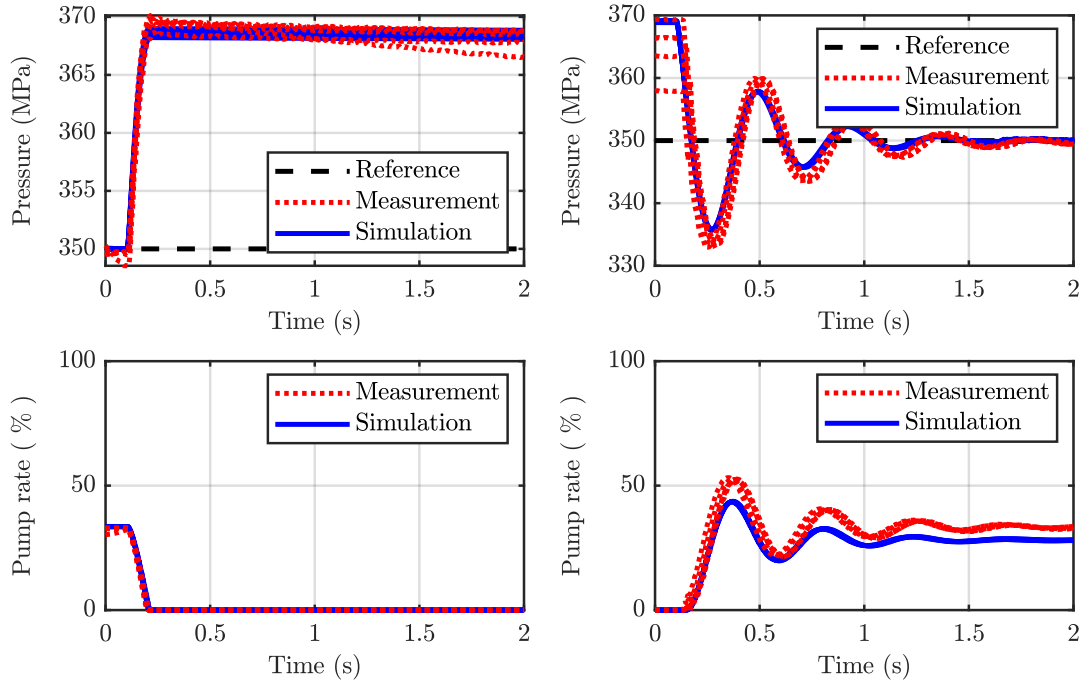 370
365
360
355
350
Pressure (MPa)
Reference
Measurement
Simulation
0
0.5
1
1.5
2
Time (s)
370
360
350
340
330
Pressure (MPa)
Reference
Measurement
Simulation
0
0.5
1
1.5
2
Time (s)
100
50
0
Pump rate ( % )
Measurement
Simulation
0
0.5
1
1.5
2
Time (s)
100
50
0
Pump rate ( % )
Measurement
Simulation
0
0.5
1
1.5
2
Time (s)